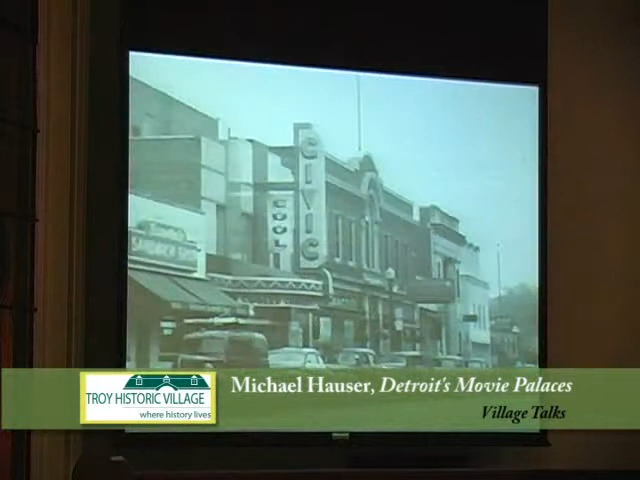 CIVIC
COOL
TROY HISTORIC VILLAGE
where history lives
Michael Hauser, Detroit's Movie Palaces
Village Talks